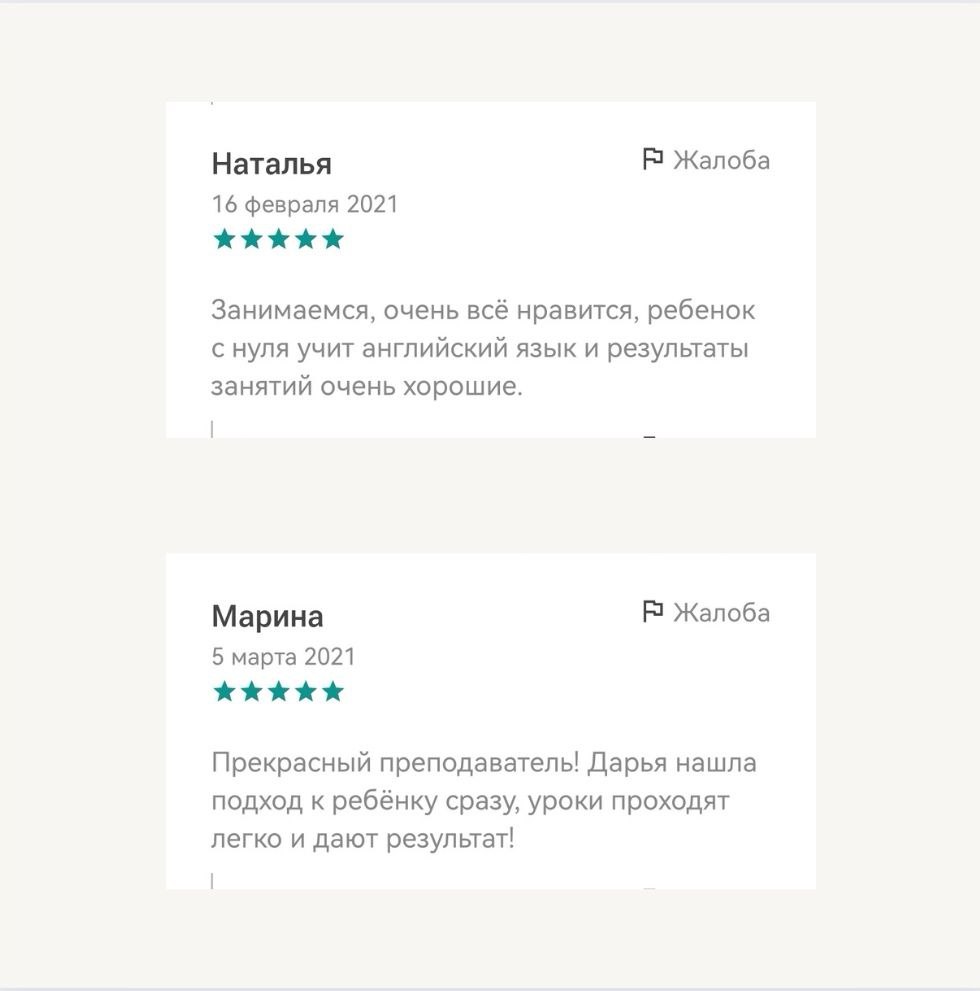 Наталья
Жалоба
16 февраля 2021
Занимаемся, очень всё нравится, ребенок
с нуля учит английский язык и результаты
занятий очень хорошие.
Марина
Жалоба
5 марта 2021
Прекрасный преподаватель! Дарья нашла
подход к ребёнку сразу, уроки проходят
легко и дают результат!